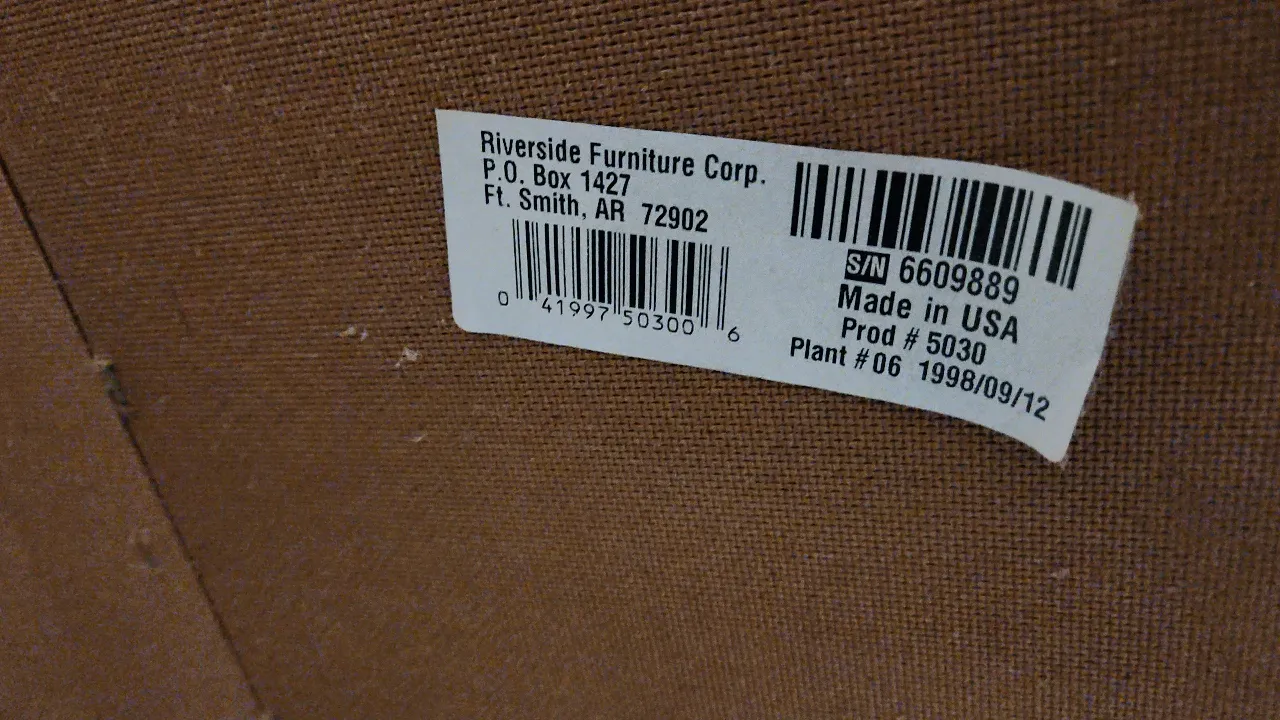 Riverside Furniture Corp.
P.O. Box 1427
Ft. Smith, AR 72902
0 41997 50300 6
S/N 6609889
Made in USA
Prod # 5030
Plant # 06 1998/09/12